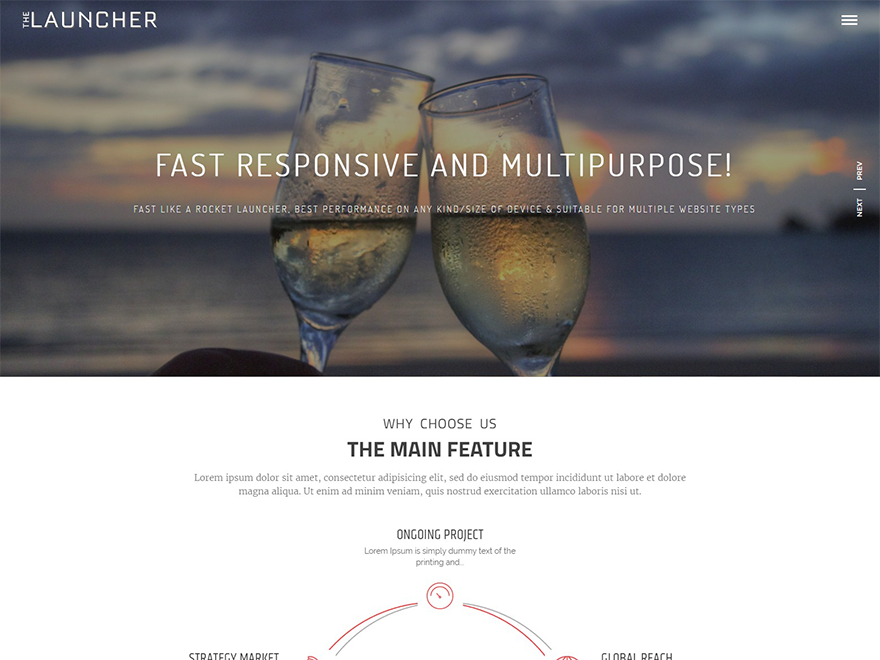 THE LAUNCHER
FAST RESPONSIVE AND MULTIPURPOSE!
FAST LIKE A ROCKET LAUNCHER, BEST PERFORMANCE ON ANY KIND/SIZE OF DEVICE & SUITABLE FOR MULTIPLE WEBSITE TYPES
PREV
NEXT
WHY CHOOSE US
THE MAIN FEATURE
Lorem ipsum dolor sit amet, consectetur adipisicing elit, sed do eiusmod tempor incididunt ut labore et dolore
magna aliqua. Ut enim ad minim veniam, quis nostrud exercitation ullamco laboris nisi ut.
ONGOING PROJECT
Lorem Ipsum is simply dummy text of the
printing and...
STRATEGY MARKET
GLOBAL REACH